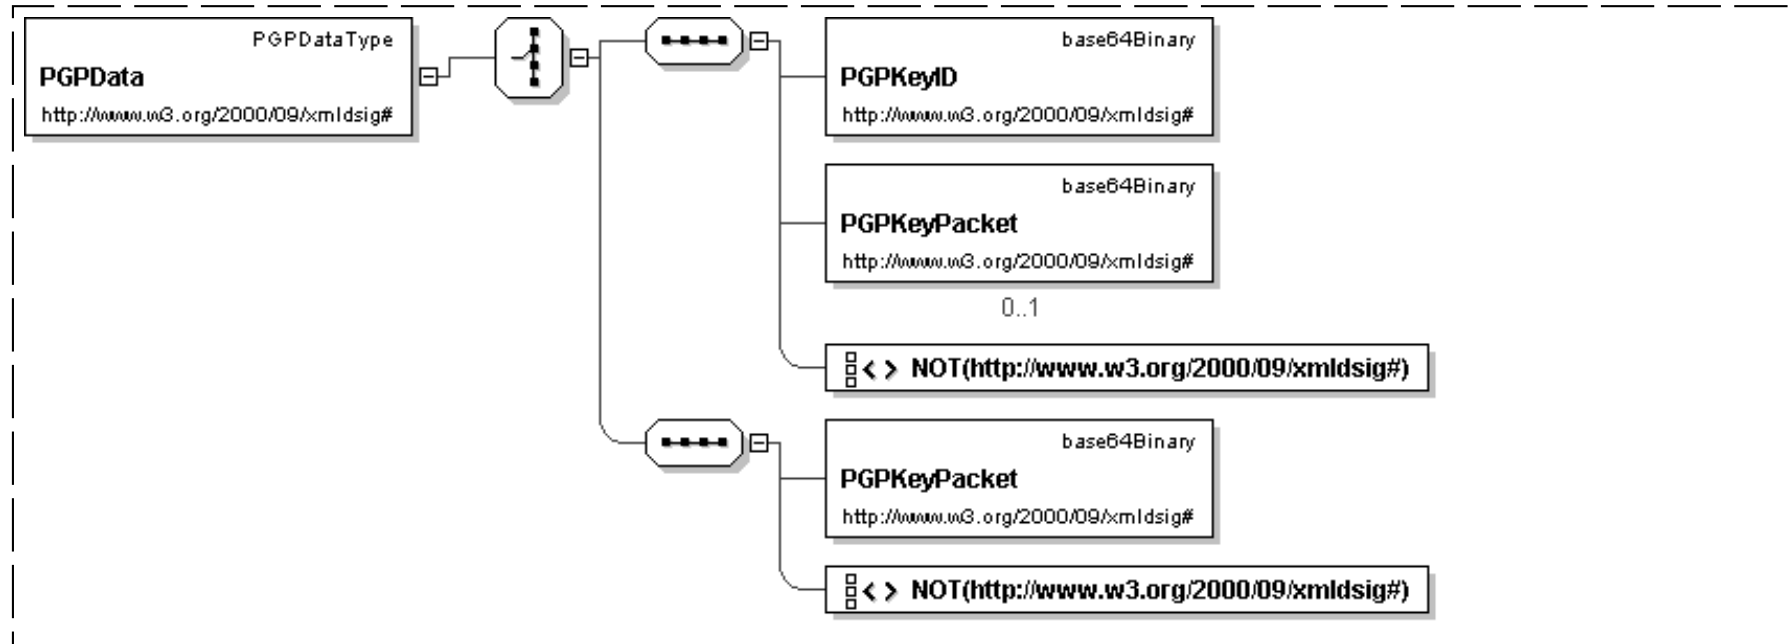 PGPDataType
PGPData
http://www.w3.org/2000/09/xmldsig#
base64Binary
PGPKeyID
http://www.w3.org/2000/09/xmldsig#
base64Binary
PGPKeyPacket
http://www.w3.org/2000/09/xmldsig#
0..1
< > NOT(http://www.w3.org/2000/09/xmldsig#)
base64Binary
PGPKeyPacket
http://www.w3.org/2000/09/xmldsig#
< > NOT(http://www.w3.org/2000/09/xmldsig#)